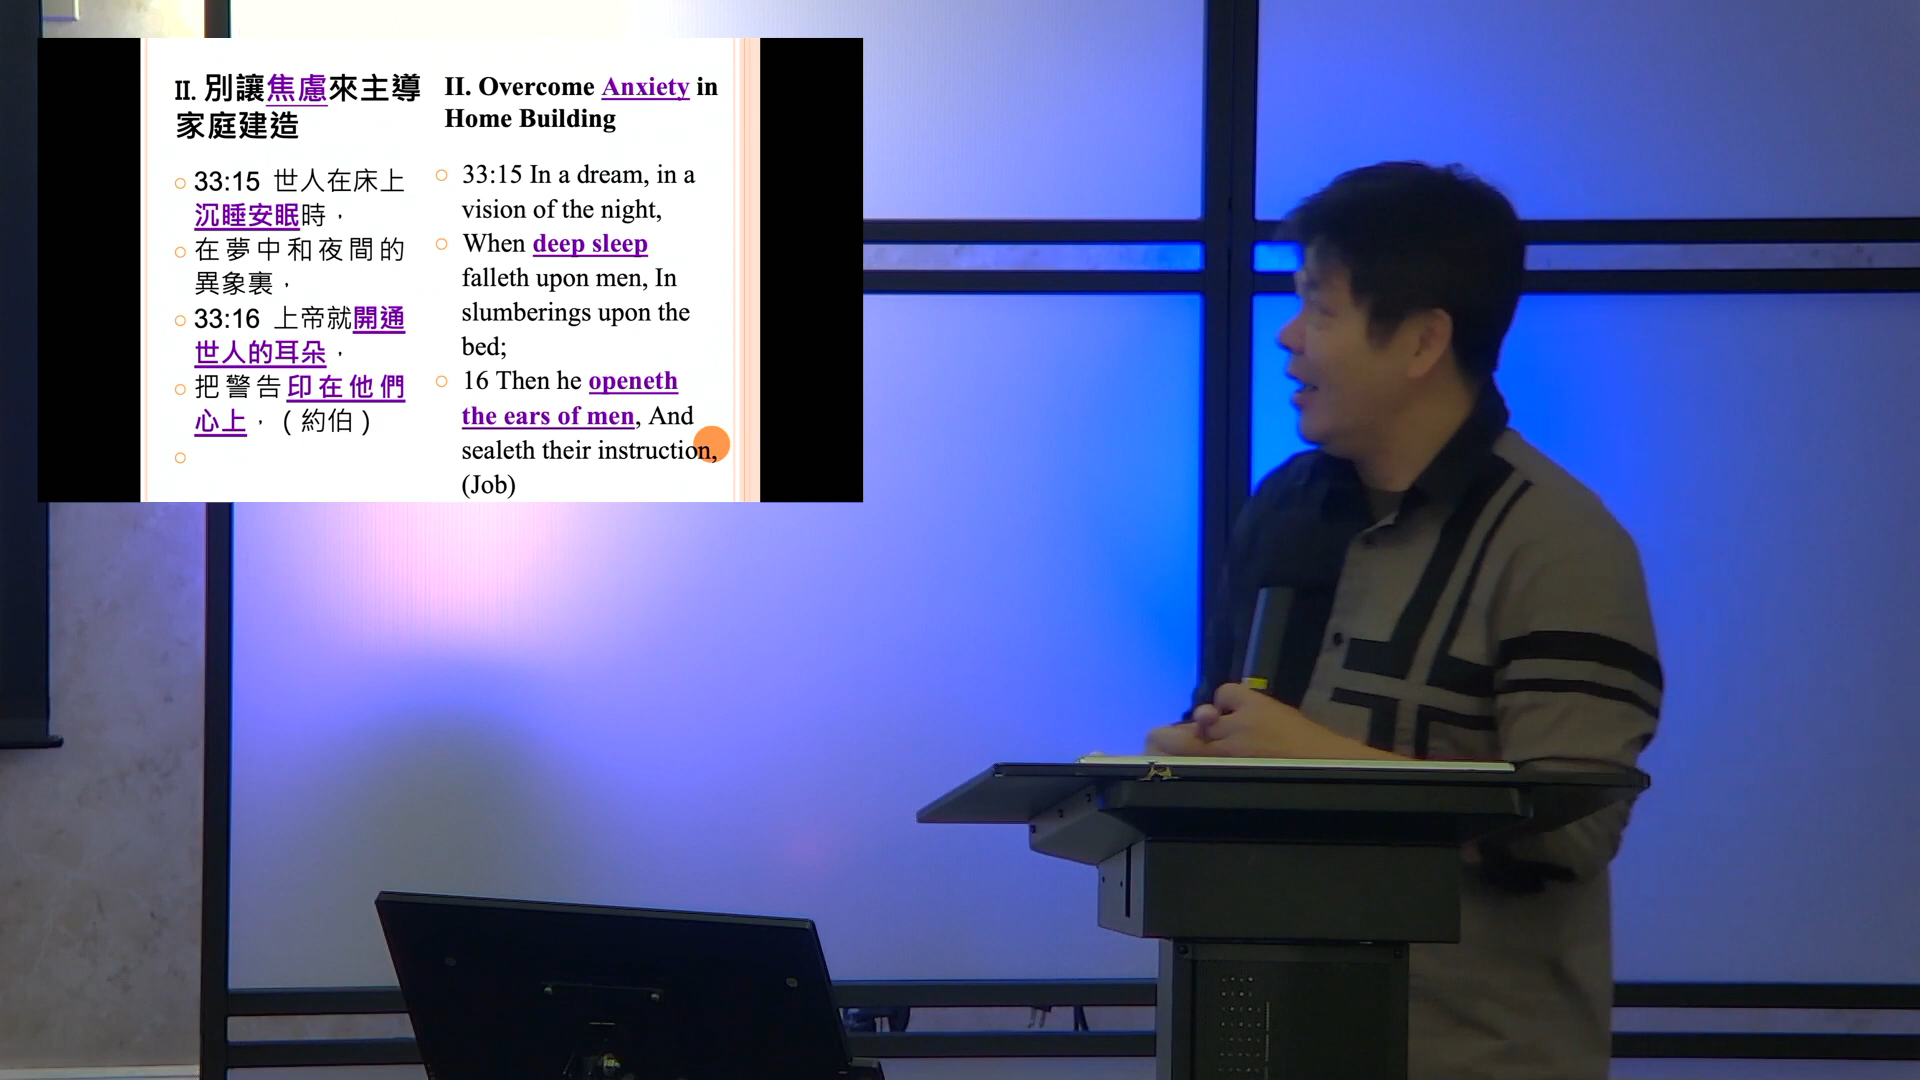 II. 別讓焦慮來主導
家庭建造
33:15 世人在床上
沉睡安眠時，
在夢中和夜間的
異象裏，
33:16 上帝就開通
世人的耳朵，
把警告印在他們
心上，（約伯）
II. Overcome Anxiety in
Home Building
33:15 In a dream, in a
vision of the night,
When deep sleep
falleth upon men, In
slumberings upon the
bed;
16 Then he openeth
the ears of men, And
sealeth their instruction,
(Job)